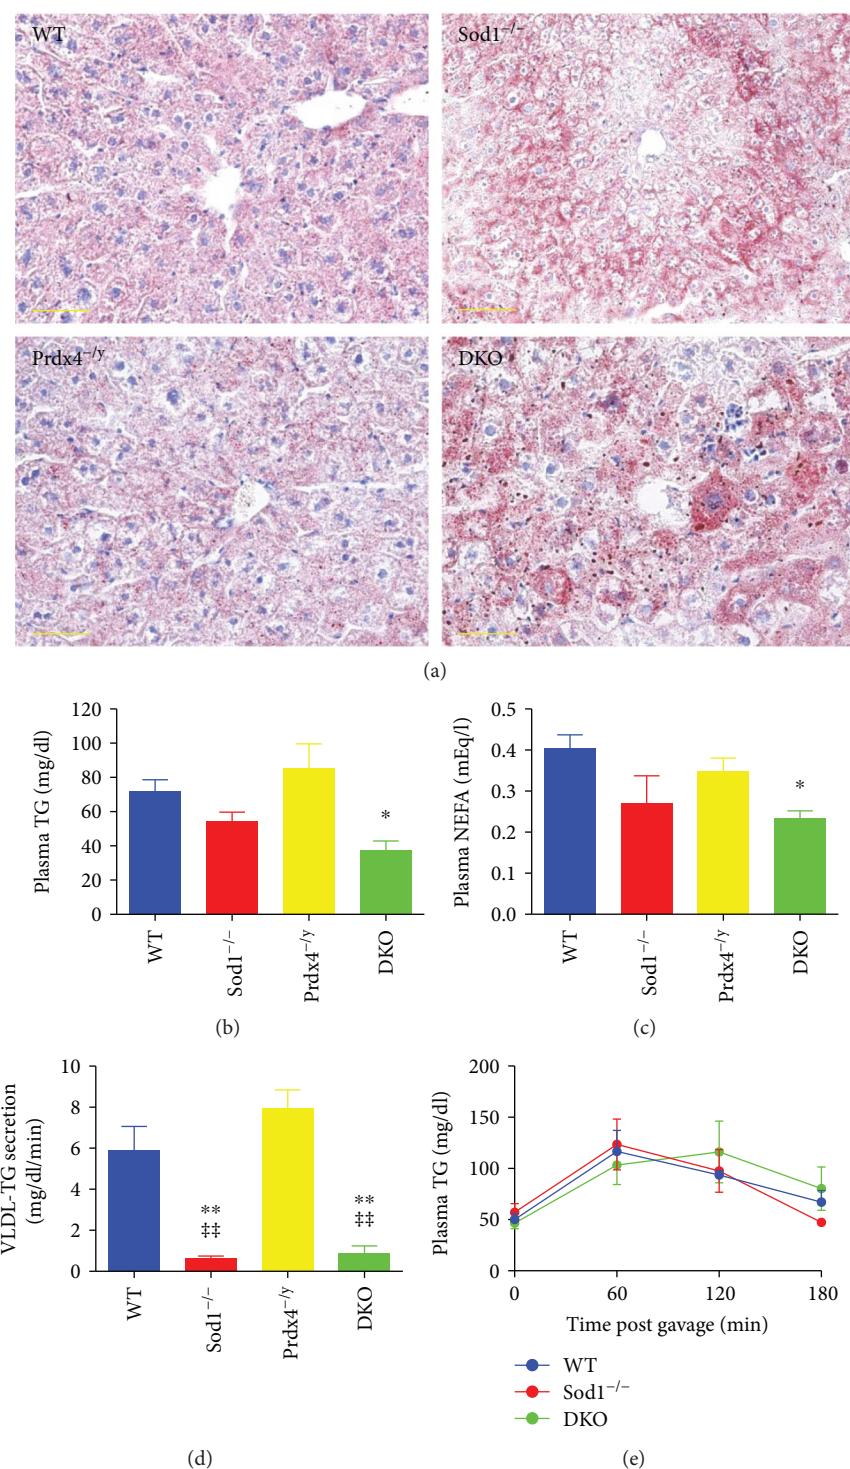 WT
Sod1−/−
Prdx4−/y
DKO
(a)
120
100
80
60
40
20
0
Plasma TG (mg/dl)
*
WT
Sod1−/−
Prdx4−/y
DKO
(b)
0.5
0.4
0.3
0.2
0.1
0.0
Plasma NEFA (mEq/l)
*
WT
Sod1−/−
Prdx4−/y
DKO
(c)
10
8
6
4
2
0
VLDL-TG secretion
(mg/dl/min)
**
‡‡
**
‡‡
WT
Sod1−/−
Prdx4−/y
DKO
(d)
200
150
100
50
0
Plasma TG (mg/dl)
0 60 120 180
Time post gavage (min)
WT
Sod1−/−
DKO
(e)